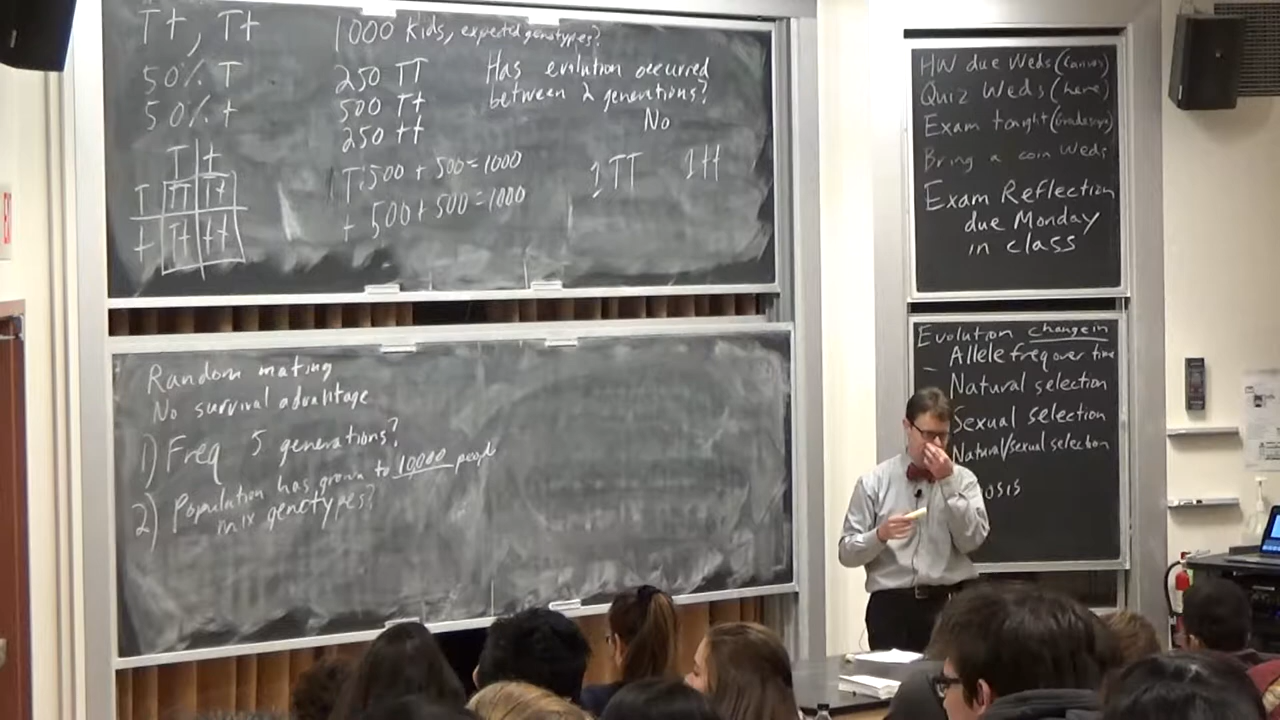 Tt, Tt
50% T
50% t
T t
T TT Tt
t Tt tt
1000 Kids, expected genotypes?
250 TT
500 Tt
250 tt
T: 500 + 500 = 1000
t 500 + 500 = 1000
Has evolution occurred
between 2 generations?
No
1 TT 1 tt
Random mating
No survival advantage
1) Freq 5 generations?
2) Population has grown to 10000 people
mix genotypes?
HW due Weds (Canvas)
Quiz Weds (here)
Exam tonight (Gradescope)
Bring a coin Weds
Exam Reflection
due Monday
in class
Evolution change in
Allele freq over time
Natural selection
Sexual selection
Natural/sexual selection